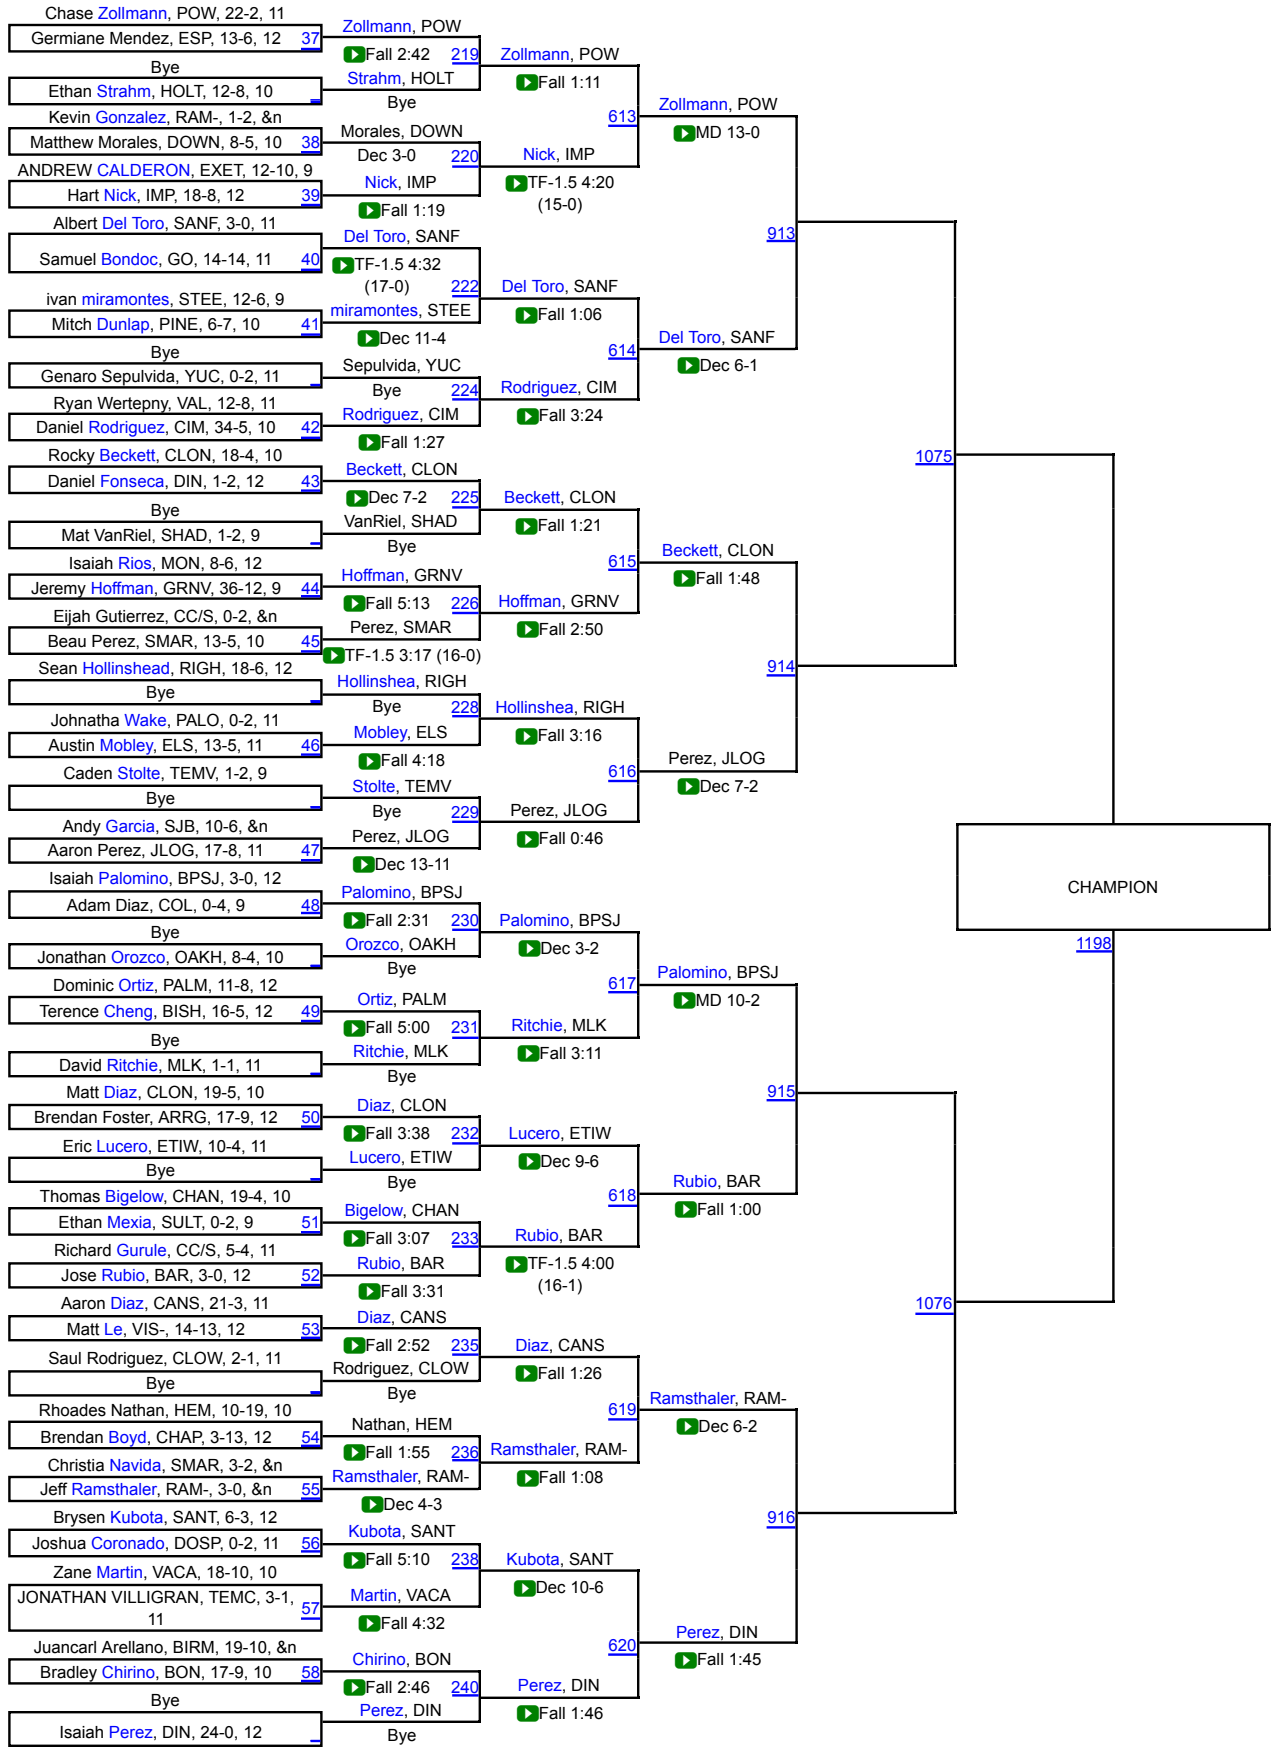 Chase Zollmann, POW, 22-2, 11
Germiane Mendez, ESP, 13-6, 12 37
Bye
Ethan Strahm, HOLT, 12-8, 10
Kevin Gonzalez, RAM-, 1-2, &n
Matthew Morales, DOWN, 8-5, 10 38
ANDREW CALDERON, EXET, 12-10, 9
Hart Nick, IMP, 18-8, 12 39
Albert Del Toro, SANF, 3-0, 11
Samuel Bondoc, GO, 14-14, 11 40
ivan miramontes, STEE, 12-6, 9
Mitch Dunlap, PINE, 6-7, 10 41
Bye
Genaro Sepulvida, YUC, 0-2, 11
Ryan Wertepny, VAL, 12-8, 11
Daniel Rodriguez, CIM, 34-5, 10 42
Rocky Beckett, CLON, 18-4, 10
Daniel Fonseca, DIN, 1-2, 12 43
Bye
Mat VanRiel, SHAD, 1-2, 9
Isaiah Rios, MON, 8-6, 12
Jeremy Hoffman, GRNV, 36-12, 9 44
Eijah Gutierrez, CC/S, 0-2, &n
Beau Perez, SMAR, 13-5, 10 45
Sean Hollinshead, RIGH, 18-6, 12
Bye
Johnatha Wake, PALO, 0-2, 11
Austin Mobley, ELS, 13-5, 11 46
Caden Stolte, TEMV, 1-2, 9
Bye
Andy Garcia, SJB, 10-6, &n
Aaron Perez, JLOG, 17-8, 11 47
Isaiah Palomino, BPSJ, 3-0, 12
Adam Diaz, COL, 0-4, 9 48
Bye
Jonathan Orozco, OAKH, 8-4, 10
Dominic Ortiz, PALM, 11-8, 12
Terence Cheng, BISH, 16-5, 12 49
Bye
David Ritchie, MLK, 1-1, 11
Matt Diaz, CLON, 19-5, 10
Brendan Foster, ARRG, 17-9, 12 50
Eric Lucero, ETIW, 10-4, 11
Bye
Thomas Bigelow, CHAN, 19-4, 10
Ethan Mexia, SULT, 0-2, 9 51
Richard Gurule, CC/S, 5-4, 11
Jose Rubio, BAR, 3-0, 12 52
Aaron Diaz, CANS, 21-3, 11
Matt Le, VIS-, 14-13, 12 53
Saul Rodriguez, CLOW, 2-1, 11
Bye
Rhoades Nathan, HEM, 10-19, 10
Brendan Boyd, CHAP, 3-13, 12 54
Christia Navida, SMAR, 3-2, &n
Jeff Ramsthaler, RAM-, 3-0, &n 55
Brysen Kubota, SANT, 6-3, 12
Joshua Coronado, DOSP, 0-2, 11 56
Zane Martin, VACA, 18-10, 10
JONATHAN VILLIGRAN, TEMC, 3-1,
11 57
Juancarl Arellano, BIRM, 19-10, &n
Bradley Chirino, BON, 17-9, 10 58
Bye
Isaiah Perez, DIN, 24-0, 12
Zollmann, POW
Fall 2:42 219
Strahm, HOLT
Bye
Morales, DOWN
Dec 3-0 220
Nick, IMP
Fall 1:19
Del Toro, SANF
TF-1.5 4:32
(17-0) 222
miramontes, STEE
Dec 11-4
Sepulvida, YUC
Bye 224
Rodriguez, CIM
Fall 1:27
Beckett, CLON
Dec 7-2 225
VanRiel, SHAD
Bye
Hoffman, GRNV
Fall 5:13 226
Perez, SMAR
TF-1.5 3:17 (16-0)
Hollinshea, RIGH
Bye 228
Mobley, ELS
Fall 4:18
Stolte, TEMV
Bye 229
Perez, JLOG
Dec 13-11
Palomino, BPSJ
Fall 2:31 230
Orozco, OAKH
Bye
Ortiz, PALM
Fall 5:00 231
Ritchie, MLK
Bye
Diaz, CLON
Fall 3:38 232
Lucero, ETIW
Bye
Bigelow, CHAN
Fall 3:07 233
Rubio, BAR
Fall 3:31
Diaz, CANS
Fall 2:52 235
Rodriguez, CLOW
Bye
Nathan, HEM
Fall 1:55 236
Ramsthaler, RAM-
Dec 4-3
Kubota, SANT
Fall 5:10 238
Martin, VACA
Fall 4:32
Chirino, BON
Fall 2:46 240
Perez, DIN
Bye
Zollmann, POW
Fall 1:11
613
Nick, IMP
TF-1.5 4:20
(15-0)
Del Toro, SANF
Fall 1:06
614
Rodriguez, CIM
Fall 3:24
Beckett, CLON
Fall 1:21
615
Hoffman, GRNV
Fall 2:50
Hollinshea, RIGH
Fall 3:16
616
Perez, JLOG
Fall 0:46
Palomino, BPSJ
Dec 3-2
617
Ritchie, MLK
Fall 3:11
Lucero, ETIW
Dec 9-6
618
Rubio, BAR
TF-1.5 4:00
(16-1)
Diaz, CANS
Fall 1:26
619
Ramsthaler, RAM-
Fall 1:08
Kubota, SANT
Dec 10-6
620
Perez, DIN
Fall 1:46
Zollmann, POW
MD 13-0
913
Del Toro, SANF
Dec 6-1
Beckett, CLON
Fall 1:48
914
Perez, JLOG
Dec 7-2
Palomino, BPSJ
MD 10-2
915
Rubio, BAR
Fall 1:00
Ramsthaler, RAM-
Dec 6-2
916
Perez, DIN
Fall 1:45
1075
1076
CHAMPION
1198